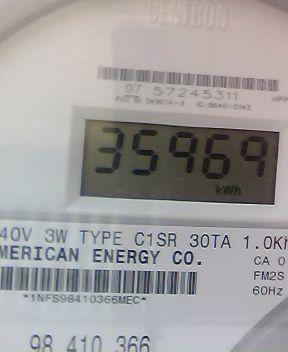 CENTRON
07 57245311
35969
kWh
40V 3W TYPE C1SR 30TA 1.0Kh
MERICAN ENERGY CO.
CA 0
FM2S
60Hz
*1NFS98410366MEC*
98 410 366